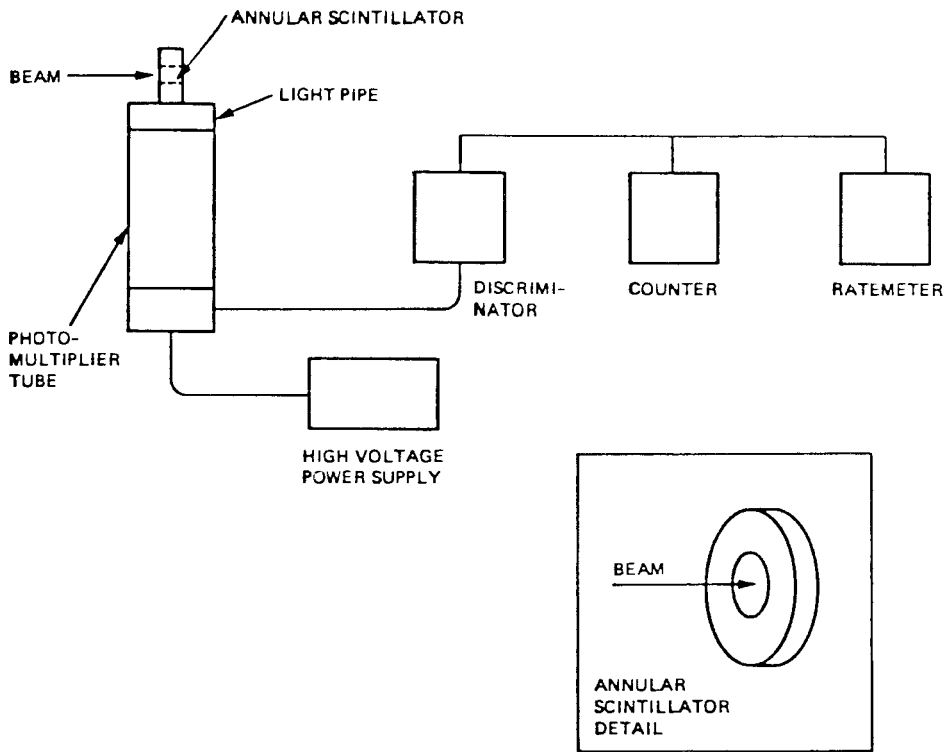 ANNULAR SCINTILLATOR
BEAM
LIGHT PIPE
DISCRIMI-
NATOR
COUNTER
RATEMETER
PHOTO-
MULTIPLIER
TUBE
HIGH VOLTAGE
POWER SUPPLY
BEAM
ANNULAR
SCINTILLATOR
DETAIL